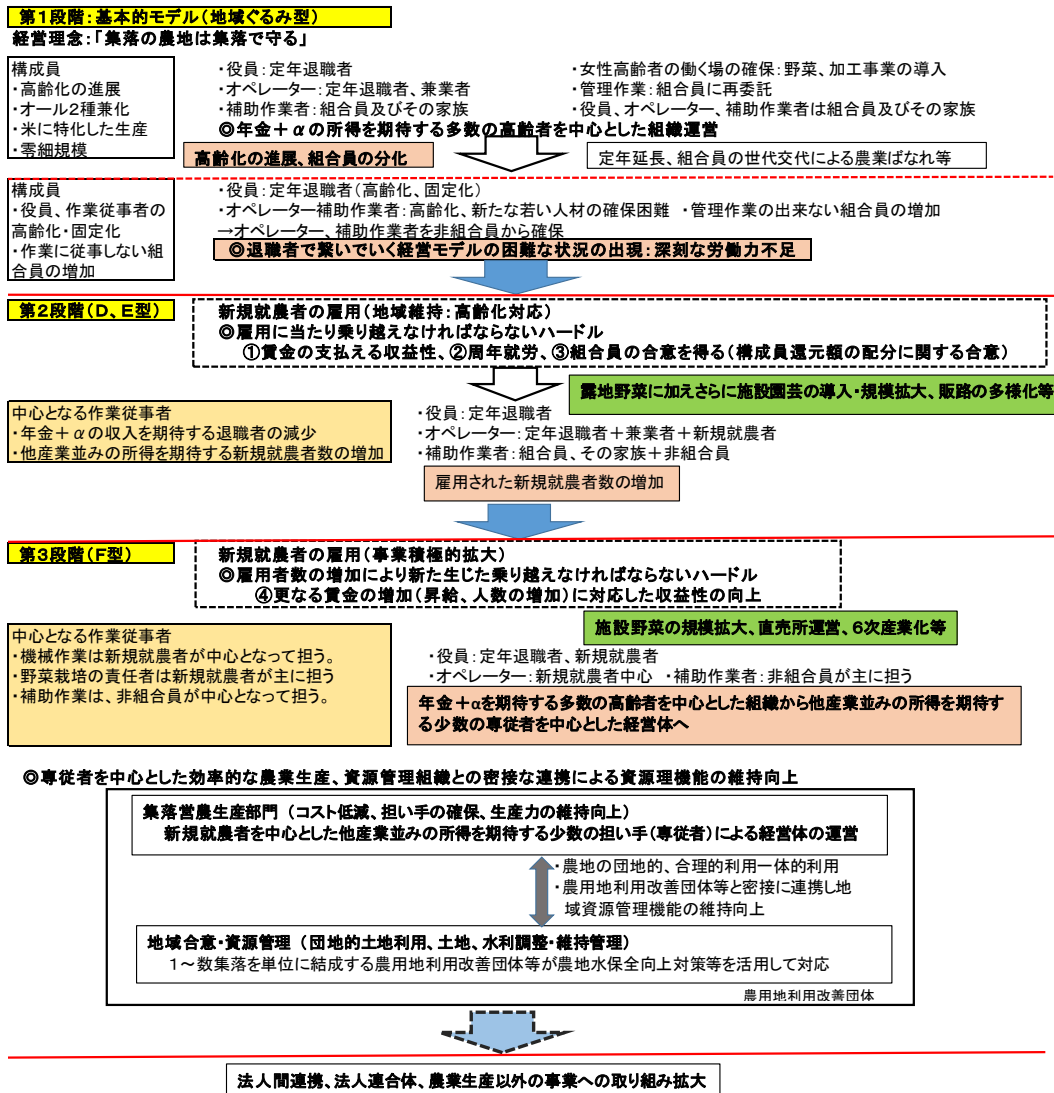 第1段階：基本的モデル（地域ぐるみ型）
経営理念：「集落の農地は集落で守る」
構成員
・高齢化の進展
・オール2種兼化
・米に特化した生産
・零細規模
・役員：定年退職者
・オペレーター：定年退職者、兼業者
・補助作業者：組合員及びその家族
・女性高齢者の働く場の確保：野菜、加工事業の導入
・管理作業：組合員に再委託
・役員、オペレーター、補助作業者は組合員及びその家族
◎年金＋αの所得を期待する多数の高齢者を中心とした組織運営
高齢化の進展、組合員の分化
定年延長、組合員の世代交代による農業ばなれ等
構成員
・役員、作業従事者の
高齢化・固定化
・作業に従事しない組
合員の増加
・役員：定年退職者（高齢化、固定化）
・オペレーター補助作業者：高齢化、新たな若い人材の確保困難　・管理作業の出来ない組合員の増加
→オペレーター、補助作業者を非組合員から確保
◎退職者で繋いでいく経営モデルの困難な状況の出現：深刻な労働力不足
第2段階（D、E型）
新規就農者の雇用（地域維持：高齢化対応）
◎雇用に当たり乗り越えなければならないハードル
①賃金の支払える収益性、②周年就労、③組合員の合意を得る（構成員還元額の配分に関する合意）
露地野菜に加えさらに施設園芸の導入・規模拡大、販路の多様化等
中心となる作業従事者
・年金＋αの収入を期待する退職者の減少
・他産業並みの所得を期待する新規就農者数の増加
・役員：定年退職者
・オペレーター：定年退職者＋兼業者＋新規就農者
・補助作業者：組合員、その家族＋非組合員
雇用された新規就農者数の増加
第3段階（F型）
新規就農者の雇用（事業積極的拡大）
◎雇用者数の増加により新た生じた乗り越えなければならないハードル
④更なる賃金の増加（昇給、人数の増加）に対応した収益性の向上
施設野菜の規模拡大、直売所運営、6次産業化等
中心となる作業従事者
・機械作業は新規就農者が中心となって担う。
・野菜栽培の責任者は新規就農者が主に担う
・補助作業は、非組合員が中心となって担う。
・役員：定年退職者、新規就農者
・オペレーター：新規就農者中心　・補助作業者：非組合員が主に担う
年金＋αを期待する多数の高齢者を中心とした組織から他産業並みの所得を期待す
る少数の専従者を中心とした経営体へ
◎専従者を中心とした効率的な農業生産、資源管理組織との密接な連携による資源理機能の維持向上
集落営農生産部門　（コスト低減、担い手の確保、生産力の維持向上）
新規就農者を中心とした他産業並みの所得を期待する少数の担い手（専従者）による経営体の運営
・農地の団地的、合理的利用一体的利用
・農用地利用改善団体等と密接に連携し地
域資源管理機能の維持向上
地域合意・資源管理　（団地的土地利用、土地、水利調整・維持管理）
1～数集落を単位に結成する農用地利用改善団体等が農地水保全向上対策等を活用して対応
農用地利用改善団体
法人間連携、法人連合体、農業生産以外の事業への取り組み拡大